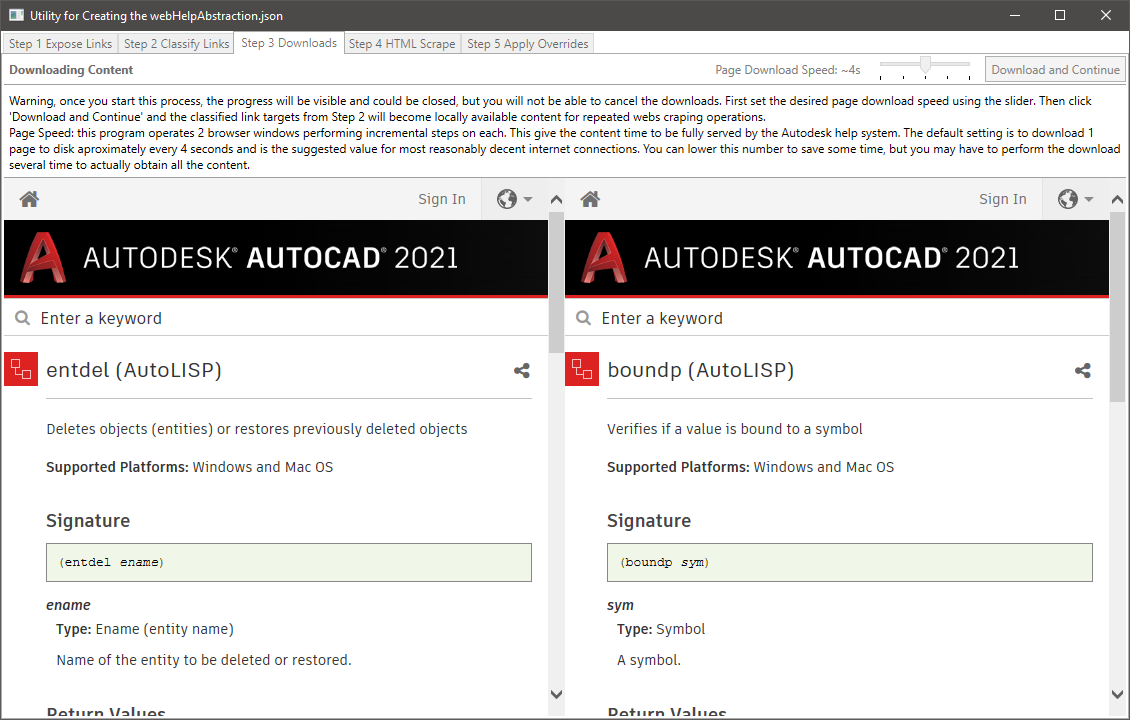 Utility for Creating the webHelpAbstraction.json
Step 1 Expose Links
Step 2 Classify Links
Step 3 Downloads
Step 4 HTML Scrape
Step 5 Apply Overrides
Downloading Content
Page Download Speed: ~4s
Download and Continue
Warning, once you start this process, the progress will be visible and could be closed, but you will not be able to cancel the downloads. First set the desired page download speed using the slider. Then click
'Download and Continue' and the classified link targets from Step 2 will become locally available content for repeated webs craping operations.
Page Speed: this program operates 2 browser windows performing incremental steps on each. This give the content time to be fully served by the Autodesk help system. The default setting is to download 1
page to disk aproximately every 4 seconds and is the suggested value for most reasonably decent internet connections. You can lower this number to save some time, but you may have to perform the download
several time to actually obtain all the content.
Sign In
AUTODESK® AUTOCAD® 2021
Enter a keyword
entdel (AutoLISP)
Deletes objects (entities) or restores previously deleted objects
Supported Platforms: Windows and Mac OS
Signature
(entdel ename)
ename
Type: Ename (entity name)
Name of the entity to be deleted or restored.
Return Values
Sign In
AUTODESK® AUTOCAD® 2021
Enter a keyword
boundp (AutoLISP)
Verifies if a value is bound to a symbol
Supported Platforms: Windows and Mac OS
Signature
(boundp sym)
sym
Type: Symbol
A symbol.
Return Values